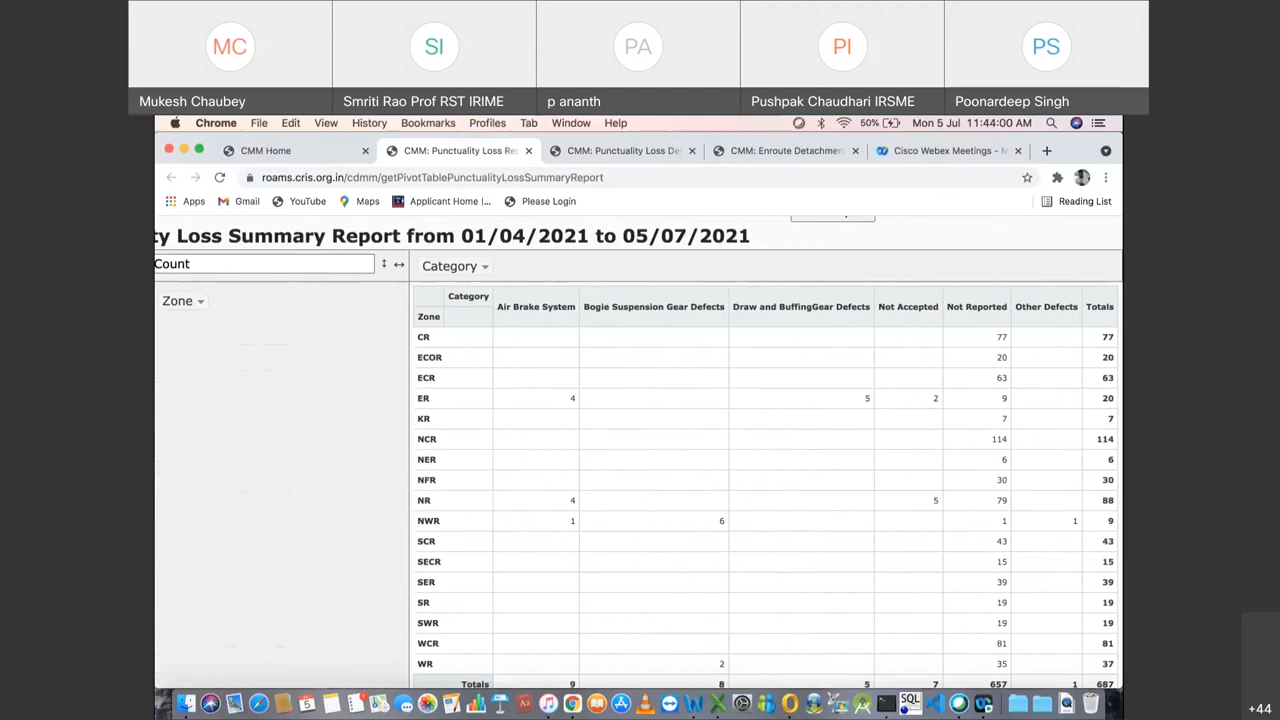 MC SI PA PI PS
Mukesh Chaubey Smriti Rao Prof RST IRIME p ananth Pushpak Chaudhari IRSME Poonardeep Singh
Chrome File Edit View History Bookmarks Profiles Tab Window Help 50% Mon 5 Jul 11:44:00 AM
CMM Home CMM: Punctuality Loss Re CMM: Punctuality Loss De CMM: Enroute Detachmen Cisco Webex Meetings - M
roams.cris.org.in/cdmm/getPivotTablePunctualityLossSummaryReport
Apps Gmail YouTube Maps Applicant Home |... Please Login Reading List
ty Loss Summary Report from 01/04/2021 to 05/07/2021
Count Category
Zone
Category Air Brake System Bogie Suspension Gear Defects Draw and BuffingGear Defects Not Accepted Not Reported Other Defects Totals
Zone
CR 77 77
ECOR 20 20
ECR 63 63
ER 4 5 2 9 20
KR 7 7
NCR 114 114
NER 6 6
NFR 30 30
NR 4 5 79 88
NWR 1 6 1 1 9
SCR 43 43
SECR 15 15
SER 39 39
SR 19 19
SWR 19 19
WCR 81 81
WR 2 35 37
Totals 9 8 5 7 657 1 687
SQL
+44